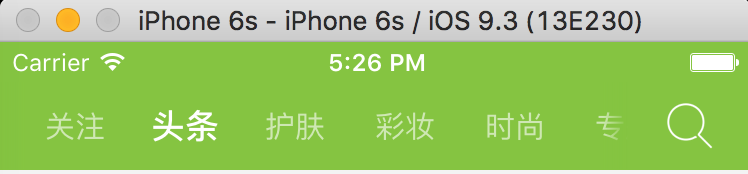 iPhone 6s - iPhone 6s / iOS 9.3 (13E230)
Carrier 5:26 PM
关注 头条 护肤 彩妆 时尚 专